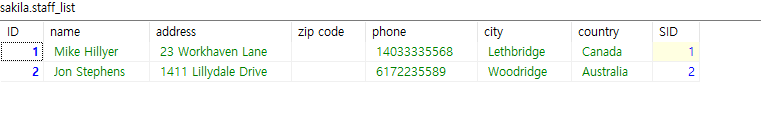 sakila.staff_list
ID name address zip code phone city country SID
1 Mike Hillyer 23 Workhaven Lane 14033335568 Lethbridge Canada 1
2 Jon Stephens 1411 Lillydale Drive 6172235589 Woodridge Australia 2